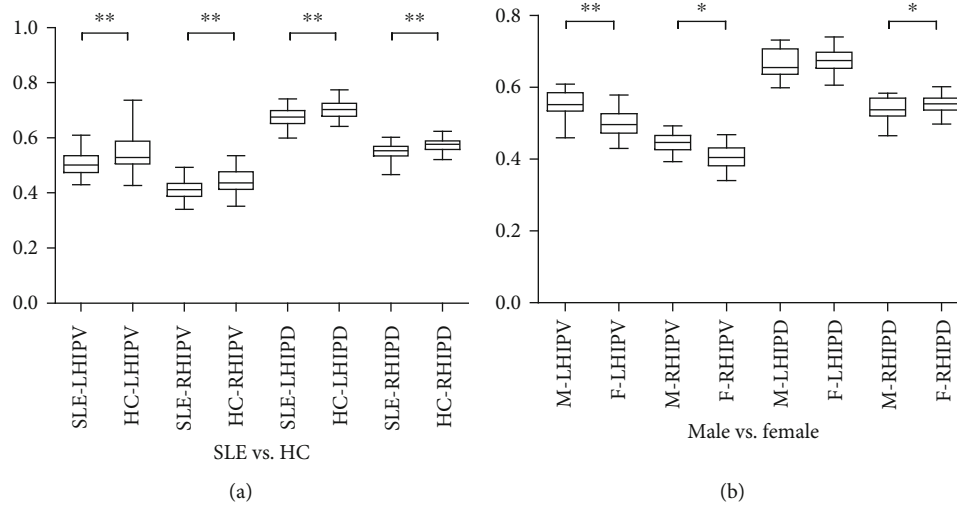 ** ** ** **
1.0
0.8
0.6
0.4
0.2
0.0
SLE-LHIPV
HC-LHIPV
SLE-RHIPV
HC-RHIPV
SLE-LHIPD
HC-LHIPD
SLE-RHIPD
HC-RHIPD
SLE vs. HC
(a)
** * *
0.8
0.6
0.4
0.2
0.0
M-LHIPV
F-LHIPV
M-RHIPV
F-RHIPV
M-LHIPD
F-LHIPD
M-RHIPD
F-RHIPD
Male vs. female
(b)